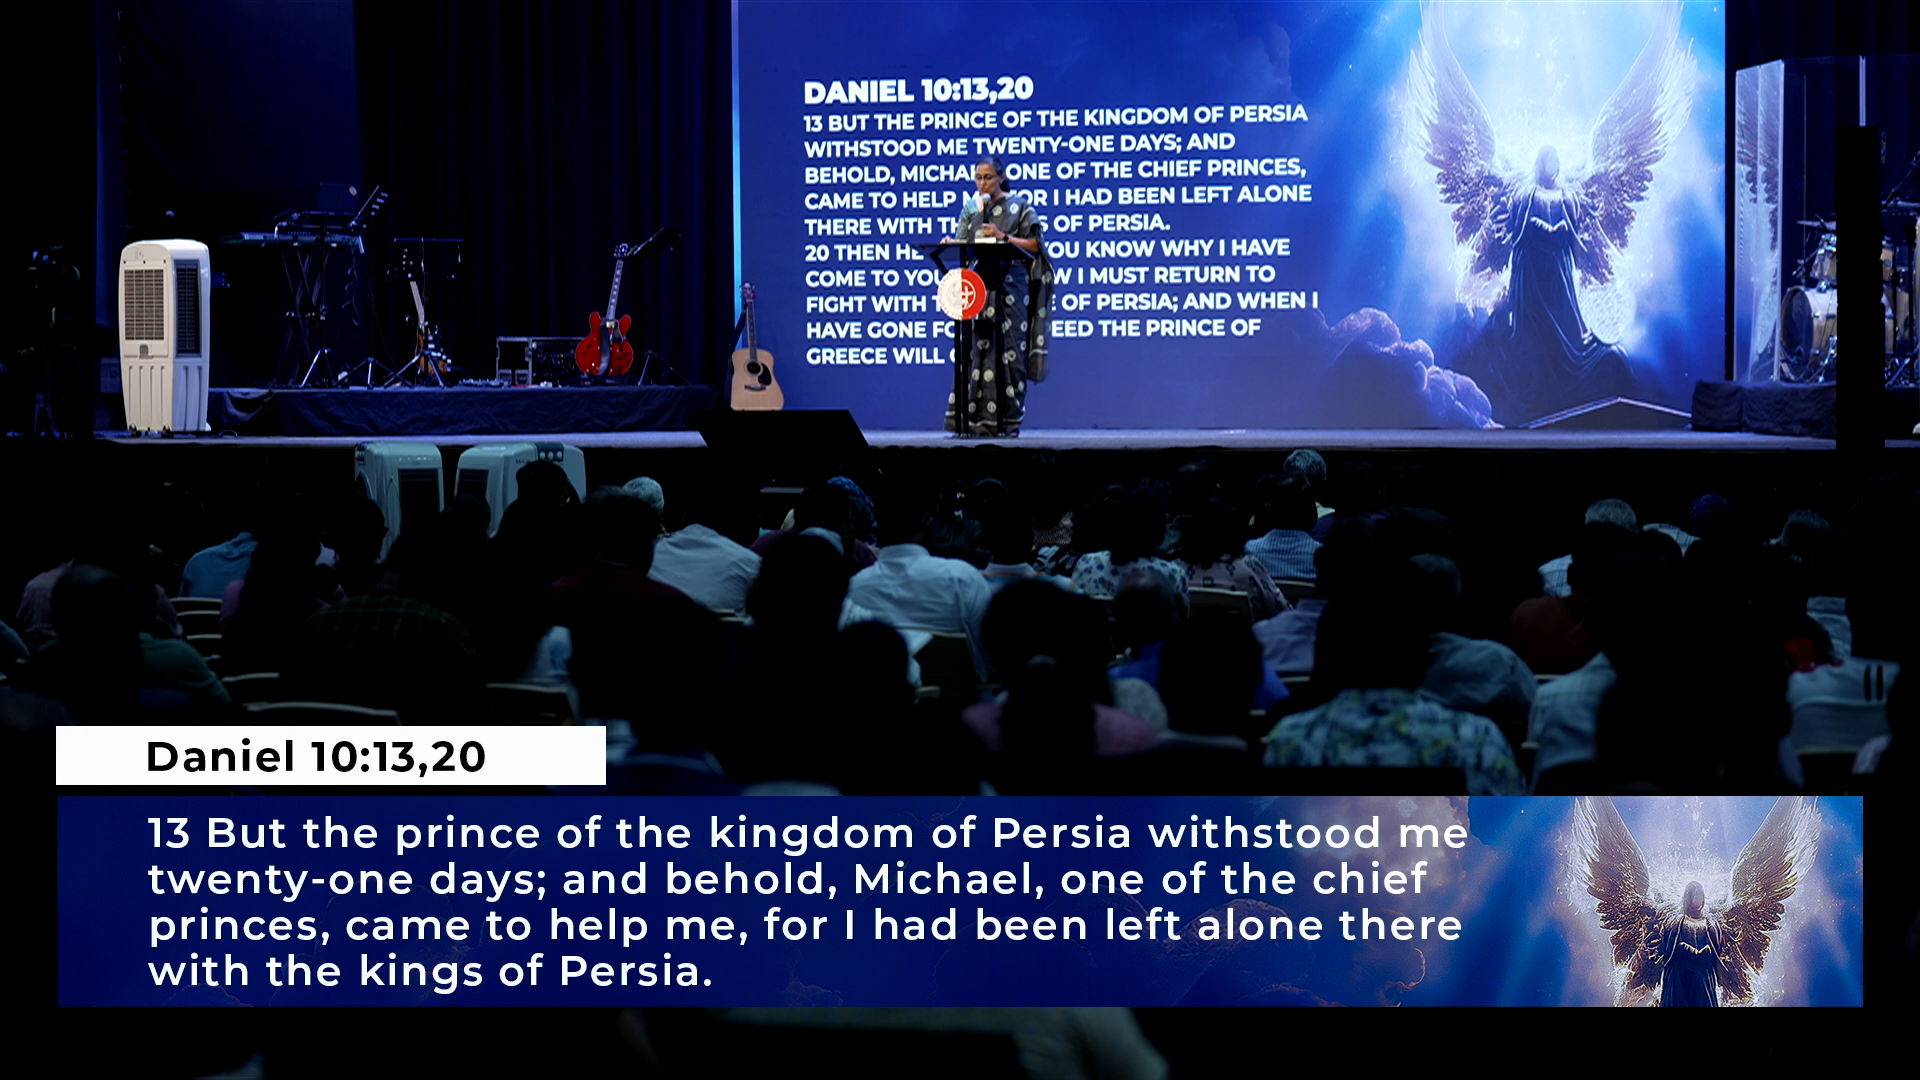 DANIEL 10:13,20
13 BUT THE PRINCE OF THE KINGDOM OF PERSIA
WITHSTOOD ME TWENTY-ONE DAYS; AND
BEHOLD, ONE OF THE CHIEF PRINCES,
CAME TO HELP I HAD BEEN LEFT ALONE
THERE WITH OF PERSIA.
20 THEN KNOW WHY I HAVE
COME TO I MUST RETURN TO
FIGHT WITH OF PERSIA; AND WHEN I
HAVE GONE THE PRINCE OF
GREECE WILL
Daniel 10:13,20
13 But the prince of the kingdom of Persia withstood me
twenty-one days; and behold, Michael, one of the chief
princes, came to help me, for I had been left alone there
with the kings of Persia.